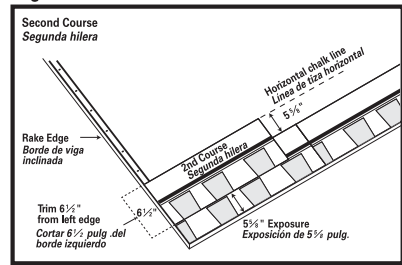 Second Course
Segunda hilera
Horizontal chalk line
Línea de tiza horizontal
5⅝"
Rake Edge
Borde de viga
inclinada
2nd Course
Segunda hilera
Trim 6½"
from left edge
Cortar 6½ pulg .del
borde izquierdo
6½"
5⅝" Exposure
Exposición de 5⅝ pulg.